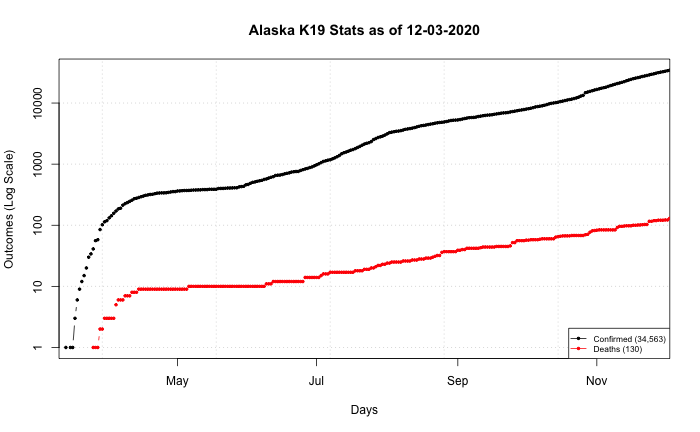 Alaska K19 Stats as of 12-03-2020
Outcomes (Log Scale)
10000
1000
100
10
1
May
Jul
Sep
Nov
Days
Confirmed (34,563)
Deaths (130)